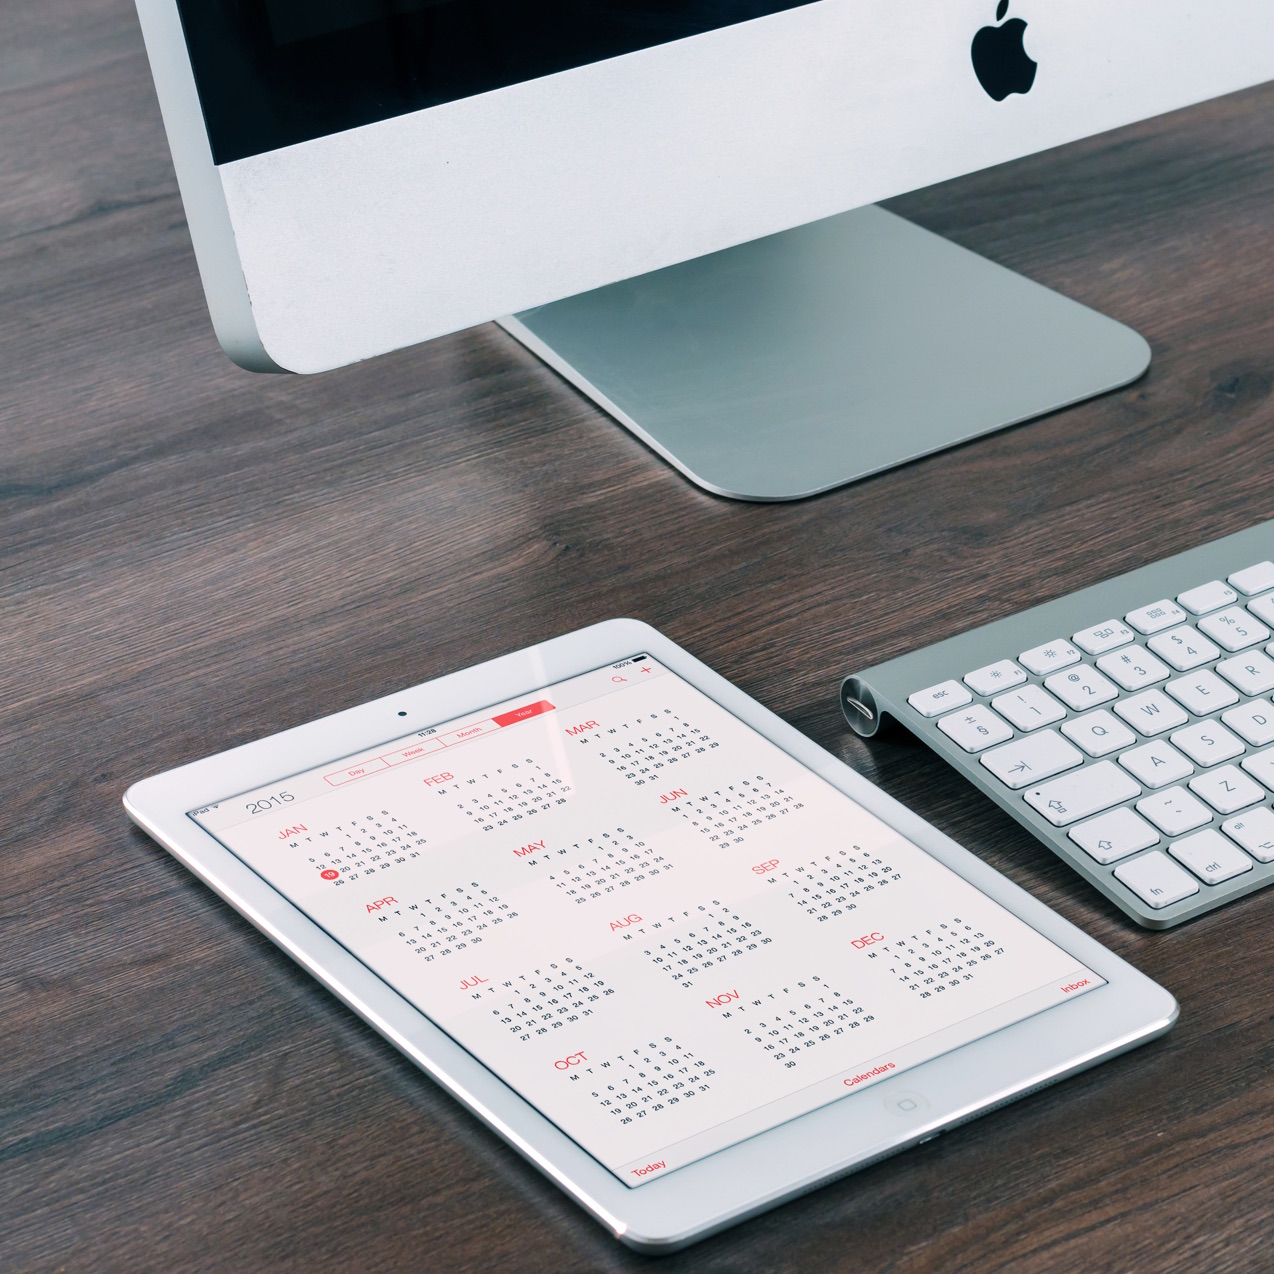 iPad
11:28
100%
Day Week Month Year
2015
JAN
M T W T F S S
1 2 3 4
5 6 7 8 9 10 11
12 13 14 15 16 17 18
19 20 21 22 23 24 25
26 27 28 29 30 31
FEB
M T W T F S S
1
2 3 4 5 6 7 8
9 10 11 12 13 14 15
16 17 18 19 20 21 22
23 24 25 26 27 28
MAR
M T W T F S S
1
2 3 4 5 6 7 8
9 10 11 12 13 14 15
16 17 18 19 20 21 22
23 24 25 26 27 28 29
30 31
APR
M T W T F S S
1 2 3 4 5
6 7 8 9 10 11 12
13 14 15 16 17 18 19
20 21 22 23 24 25 26
27 28 29 30
MAY
M T W T F S S
1 2 3
4 5 6 7 8 9 10
11 12 13 14 15 16 17
18 19 20 21 22 23 24
25 26 27 28 29 30 31
JUN
M T W T F S S
1 2 3 4 5 6 7
8 9 10 11 12 13 14
15 16 17 18 19 20 21
22 23 24 25 26 27 28
29 30
JUL
M T W T F S S
1 2 3 4 5
6 7 8 9 10 11 12
13 14 15 16 17 18 19
20 21 22 23 24 25 26
27 28 29 30 31
AUG
M T W T F S S
1 2
3 4 5 6 7 8 9
10 11 12 13 14 15 16
17 18 19 20 21 22 23
24 25 26 27 28 29 30
31
SEP
M T W T F S S
1 2 3 4 5 6
7 8 9 10 11 12 13
14 15 16 17 18 19 20
21 22 23 24 25 26 27
28 29 30
OCT
M T W T F S S
1 2 3 4
5 6 7 8 9 10 11
12 13 14 15 16 17 18
19 20 21 22 23 24 25
26 27 28 29 30 31
NOV
M T W T F S S
1
2 3 4 5 6 7 8
9 10 11 12 13 14 15
16 17 18 19 20 21 22
23 24 25 26 27 28 29
30
DEC
M T W T F S S
1 2 3 4 5 6
7 8 9 10 11 12 13
14 15 16 17 18 19 20
21 22 23 24 25 26 27
28 29 30 31
Today Calendars Inbox
esc F1 F2 F3 F4 F5
± § ! 1 @ 2 # 3 $ 4 % 5
Q W E R
A S D
~ ` Z
fn ctrl alt